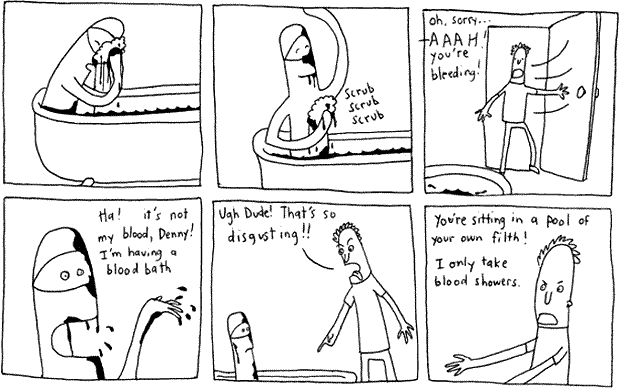 scrub
scrub
scrub
oh, sorry...
AAAH!
you're
bleeding!
Ha! it's not
my blood, Denny!
I'm having a
blood bath
Ugh Dude! That's so
disgusting!!
You're sitting in a pool of
your own filth!
I only take
blood showers.